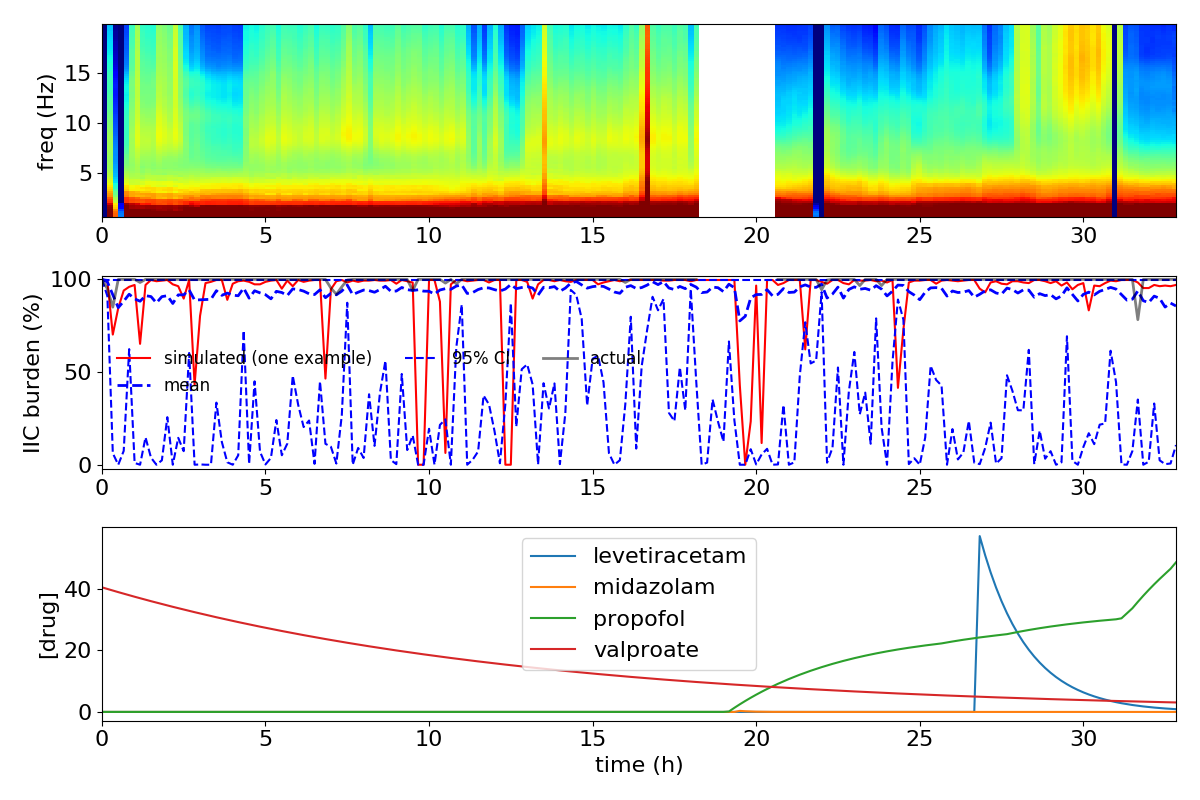 freq (Hz)
15
10
5
0 5 10 15 20 25 30
IIC burden (%)
100
50
0
simulated (one example) 95% CI actual
mean
0 5 10 15 20 25 30
[drug]
40
20
0
levetiracetam
midazolam
propofol
valproate
0 5 10 15 20 25 30
time (h)